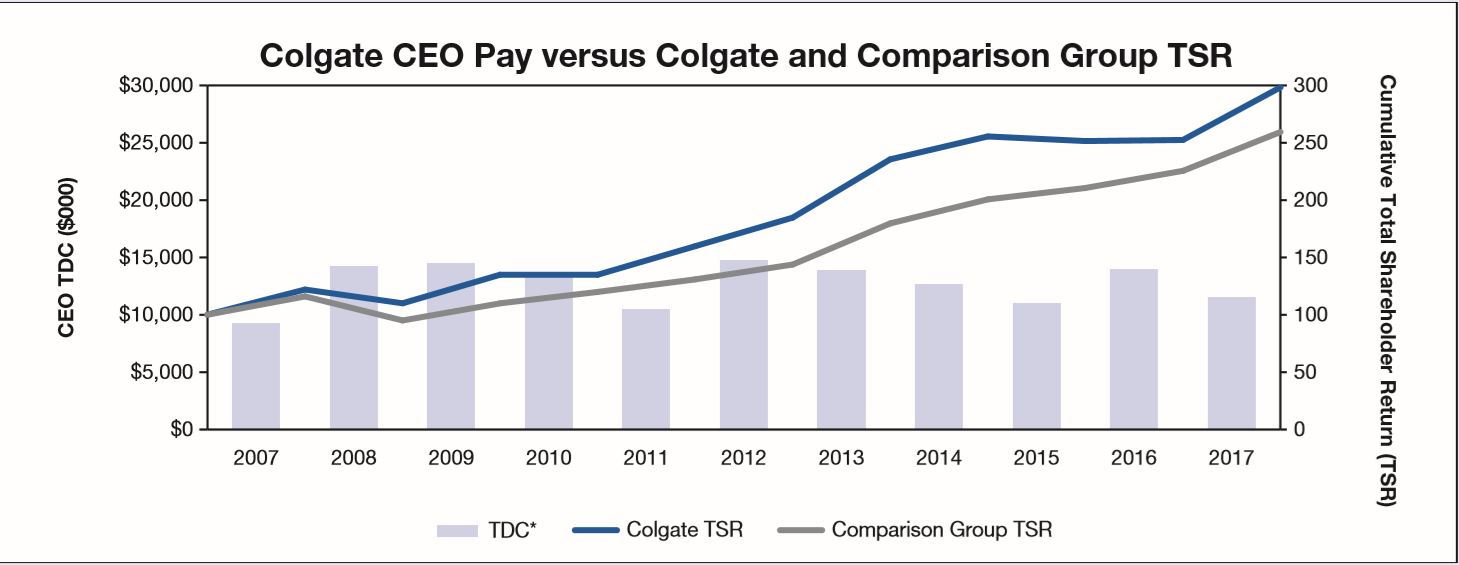 Colgate CEO Pay versus Colgate and Comparison Group TSR
CEO TDC ($000)
$30,000
$25,000
$20,000
$15,000
$10,000
$5,000
$0
300
250
200
150
100
50
0
Cumulative Total Shareholder Return (TSR)
2007 2008 2009 2010 2011 2012 2013 2014 2015 2016 2017
TDC* Colgate TSR Comparison Group TSR